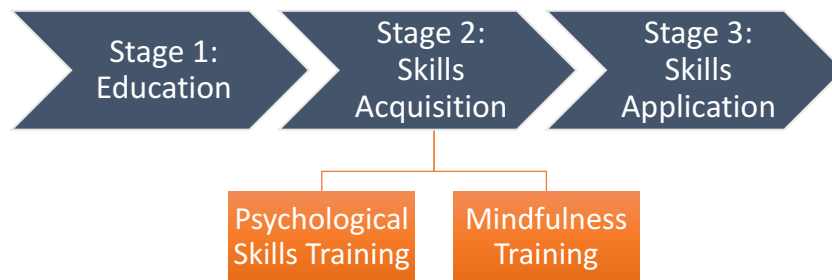 Stage 1:
Education
Stage 2:
Skills
Acquisition
Stage 3:
Skills
Application
Psychological
Skills Training
Mindfulness
Training